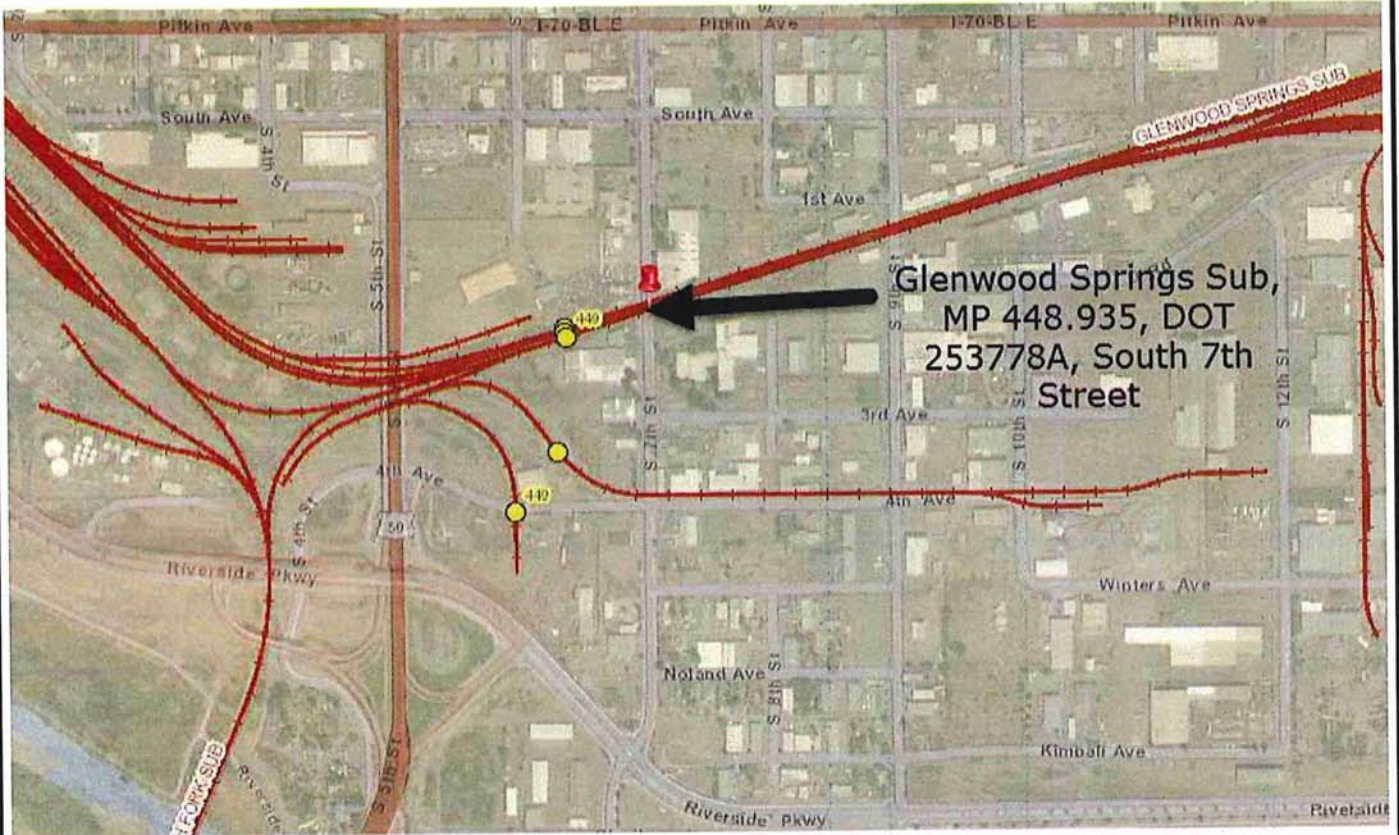 Pitkin Ave
I-70-BL E
Pitkin Ave
I-70-BL E
Pitkin Ave
South Ave
South Ave
S 4th St
GLENWOOD SPRINGS SUB
1st Ave
S 5th St
S 9th St
Glenwood Springs Sub,
MP 448.935, DOT
253778A, South 7th
Street
449
S 7th St
3rd Ave
S 10th St
S 12th St
4th Ave
449
4th Ave
50
S 4th St
Riverside Pkwy
Winters Ave
Noland Ave
S 8th St
Kimball Ave
S 5th St
FORK SUB
Riverside
Riverside Pkwy
Riverside